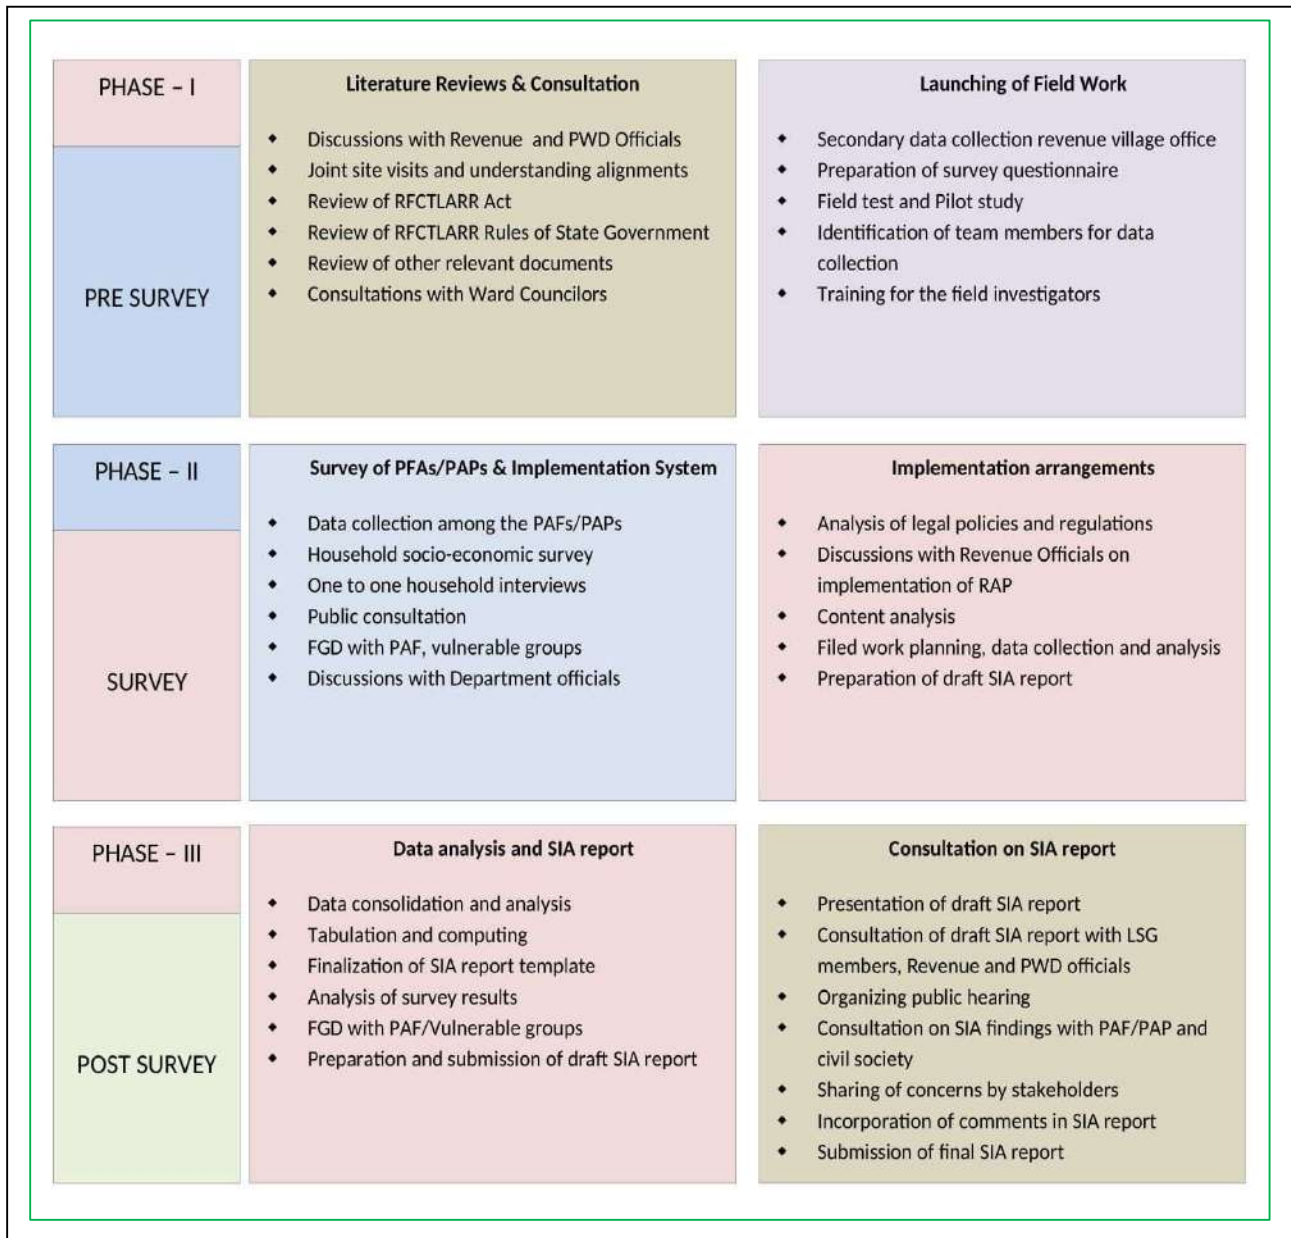 PHASE – I
PRE SURVEY
Literature Reviews & Consultation
Discussions with Revenue and PWD Officials
Joint site visits and understanding alignments
Review of RFCTLARR Act
Review of RFCTLARR Rules of State Government
Review of other relevant documents
Consultations with Ward Councilors
Launching of Field Work
Secondary data collection revenue village office
Preparation of survey questionnaire
Field test and Pilot study
Identification of team members for data
collection
Training for the field investigators
PHASE – II
SURVEY
Survey of PFAs/PAPs & Implementation System
Data collection among the PAFs/PAPs
Household socio-economic survey
One to one household interviews
Public consultation
FGD with PAF, vulnerable groups
Discussions with Department officials
Implementation arrangements
Analysis of legal policies and regulations
Discussions with Revenue Officials on
implementation of RAP
Content analysis
Filed work planning, data collection and analysis
Preparation of draft SIA report
PHASE – III
POST SURVEY
Data analysis and SIA report
Data consolidation and analysis
Tabulation and computing
Finalization of SIA report template
Analysis of survey results
FGD with PAF/Vulnerable groups
Preparation and submission of draft SIA report
Consultation on SIA report
Presentation of draft SIA report
Consultation of draft SIA report with LSG
members, Revenue and PWD officials
Organizing public hearing
Consultation on SIA findings with PAF/PAP and
civil society
Sharing of concerns by stakeholders
Incorporation of comments in SIA report
Submission of final SIA report